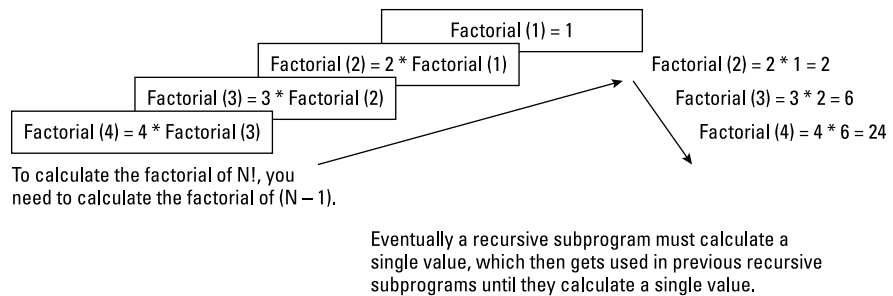 Factorial (1) = 1
Factorial (2) = 2 * Factorial (1)
Factorial (3) = 3 * Factorial (2)
Factorial (4) = 4 * Factorial (3)
To calculate the factorial of N!, you
need to calculate the factorial of (N – 1).
Factorial (2) = 2 * 1 = 2
Factorial (3) = 3 * 2 = 6
Factorial (4) = 4 * 6 = 24
Eventually a recursive subprogram must calculate a
single value, which then gets used in previous recursive
subprograms until they calculate a single value.